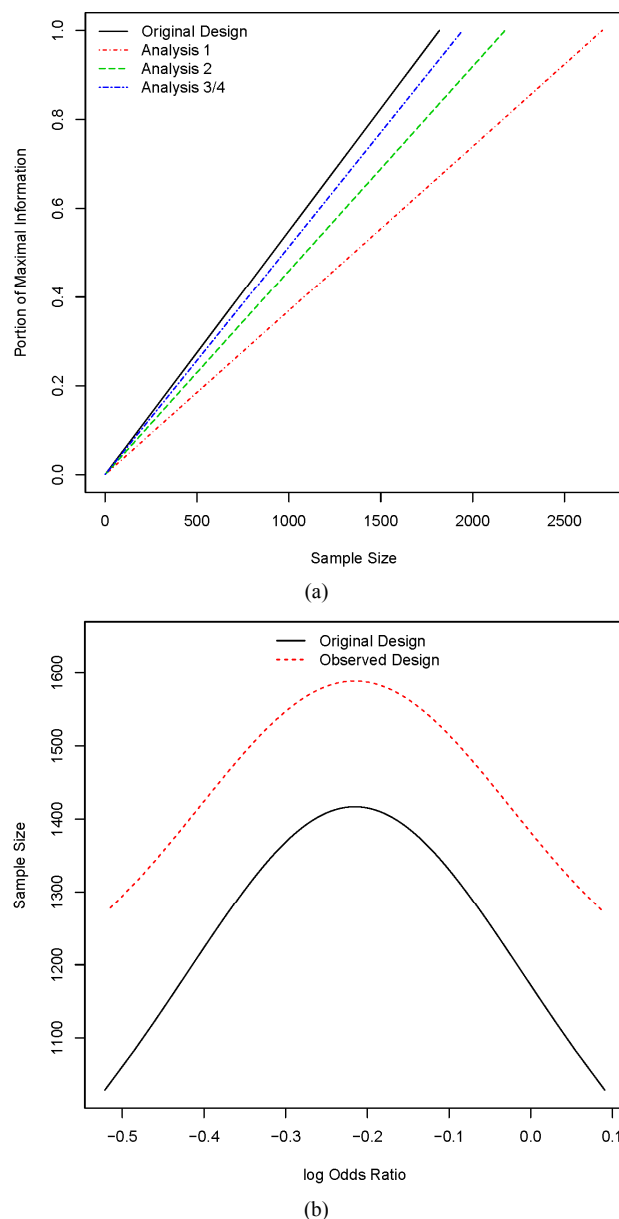 Original Design
Analysis 1
Analysis 2
Analysis 3/4
Portion of Maximal Information
1.0
0.8
0.6
0.4
0.2
0.0
0 500 1000 1500 2000 2500
Sample Size
(a)
Original Design
Observed Design
Sample Size
1600
1500
1400
1300
1200
1100
−0.5 −0.4 −0.3 −0.2 −0.1 0.0 0.1
log Odds Ratio
(b)